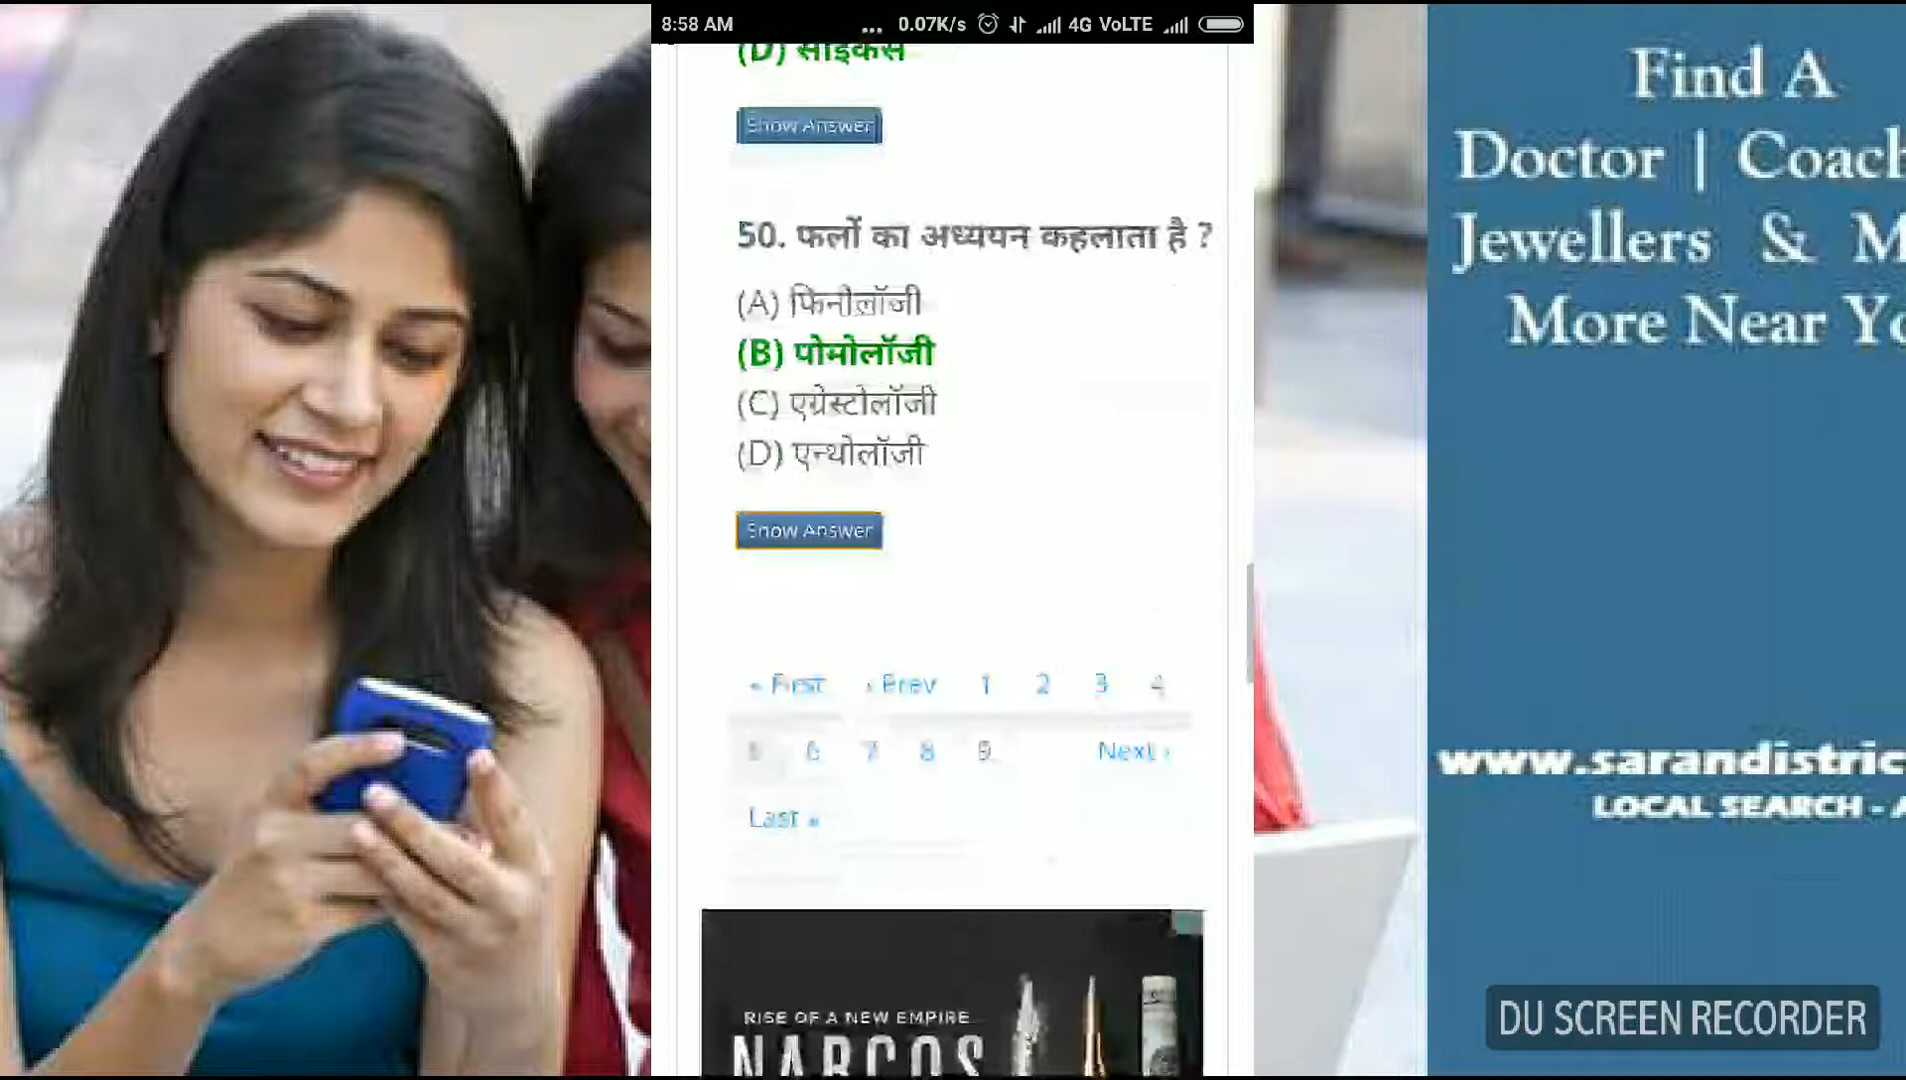 8:58 AM ... 0.07K/s 4G VoLTE
(D) साइकस
Show Answer
50. फलों का अध्ययन कहलाता है ?
(A) फिनोलॉजी
(B) पोमोलॉजी
(C) एग्रेस्टोलॉजी
(D) एन्थोलॉजी
Show Answer
« First ‹ Prev 1 2 3 4
5 6 7 8 9 Next ›
Last »
RISE OF A NEW EMPIRE
NARCOS
Find A
Doctor | Coach
Jewellers & M
More Near Yo
www.sarandistric
LOCAL SEARCH - A
DU SCREEN RECORDER